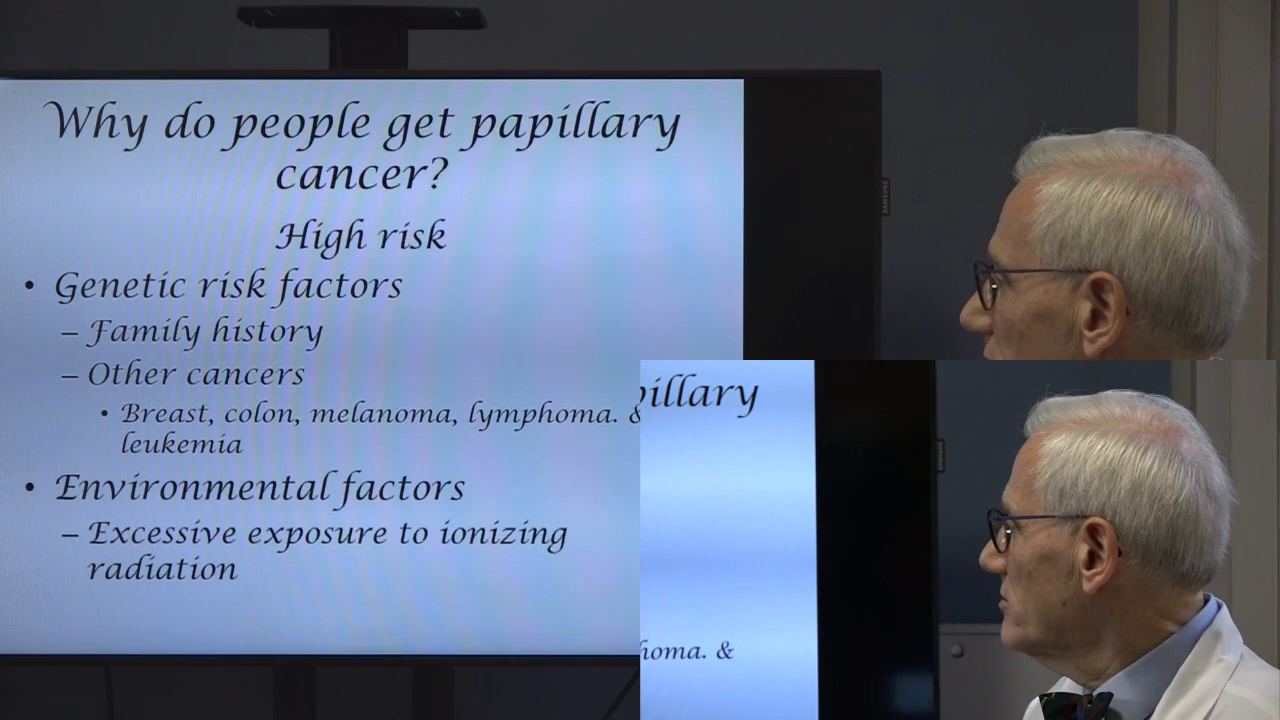 Why do people get papillary
cancer?
High risk
• Genetic risk factors
– Family history
– Other cancers
• Breast, colon, melanoma, lymphoma. &
leukemia
• Environmental factors
– Excessive exposure to ionizing
radiation
pillary
homa. &
SAMSUNG